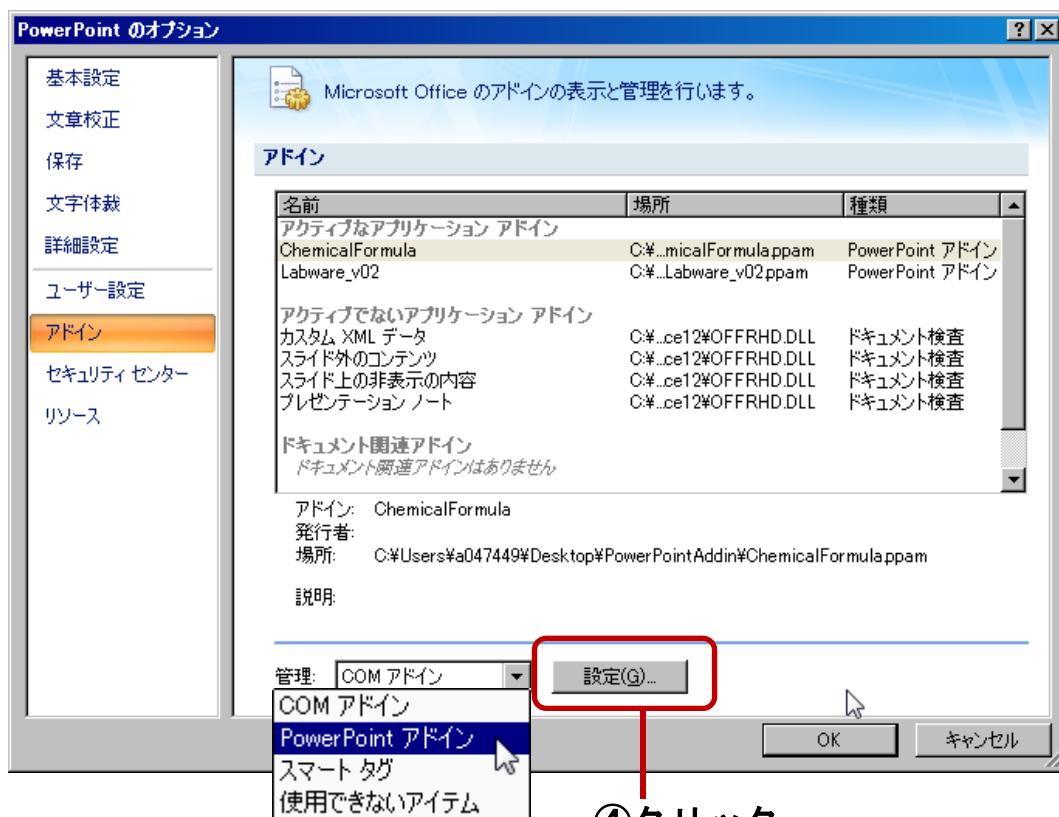 PowerPoint のオプション
基本設定
文章校正
保存
文字体裁
詳細設定
ユーザー設定
アドイン
セキュリティ センター
リソース
Microsoft Office のアドインの表示と管理を行います。
アドイン
名前 場所 種類
アクティブなアプリケーション アドイン
ChemicalFormula C:¥...micalFormula.ppam PowerPoint アドイン
Labware_v02 C:¥...Labware_v02.ppam PowerPoint アドイン
アクティブでないアプリケーション アドイン
カスタム XML データ C:¥...ce12¥OFFRHD.DLL ドキュメント検査
スライド外のコンテンツ C:¥...ce12¥OFFRHD.DLL ドキュメント検査
スライド上の非表示の内容 C:¥...ce12¥OFFRHD.DLL ドキュメント検査
プレゼンテーション ノート C:¥...ce12¥OFFRHD.DLL ドキュメント検査
ドキュメント関連アドイン
ドキュメント関連アドインはありません
アドイン: ChemicalFormula
発行者:
場所: C:¥Users¥a047449¥Desktop¥PowerPointAddin¥ChemicalFormula.ppam
説明:
管理: COM アドイン 設定(G)...
COM アドイン
PowerPoint アドイン
スマート タグ
使用できないアイテム
OK キャンセル
④クリック